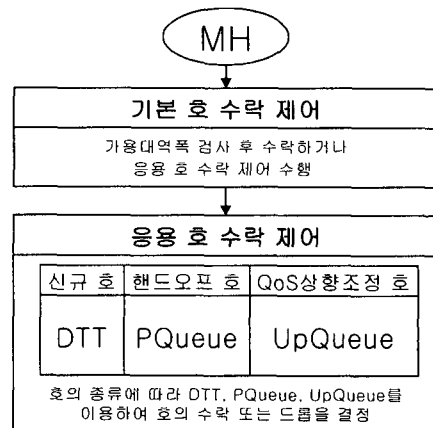 MH
기본 호 수락 제어
가용대역폭 검사 후 수락하거나
응용 호 수락 제어 수행
응용 호 수락 제어
신규 호 핸드오프 호 QoS상향조정 호
DTT PQueue UpQueue
호의 종류에 따라 DTT, PQueue, UpQueue를
이용하여 호의 수락 또는 드롭을 결정